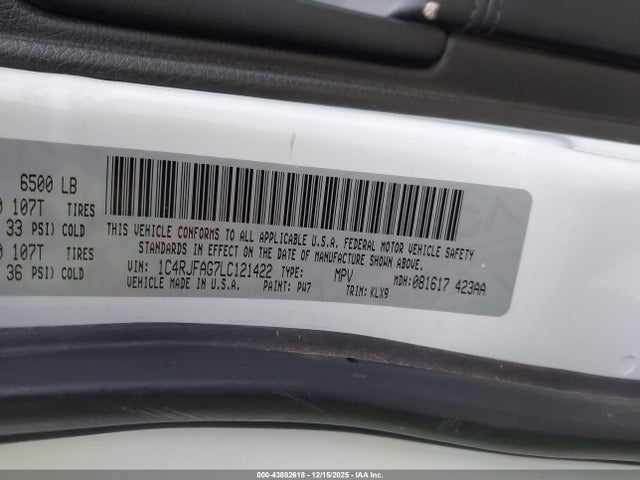 6500 LB
0 107T TIRES
33 PSI) COLD
0 107T TIRES
36 PSI) COLD
THIS VEHICLE CONFORMS TO ALL APPLICABLE U.S.A. FEDERAL MOTOR VEHICLE SAFETY
STANDARDS IN EFFECT ON THE DATE OF MANUFACTURE SHOWN ABOVE.
VIN: 1C4RJFAG7LC121422 TYPE: MPV MDH:081617 423AA
VEHICLE MADE IN U.S.A. PAINT: PW7 TRIM: KLX9
000-43882618 - 12/15/2025 - IAA Inc.